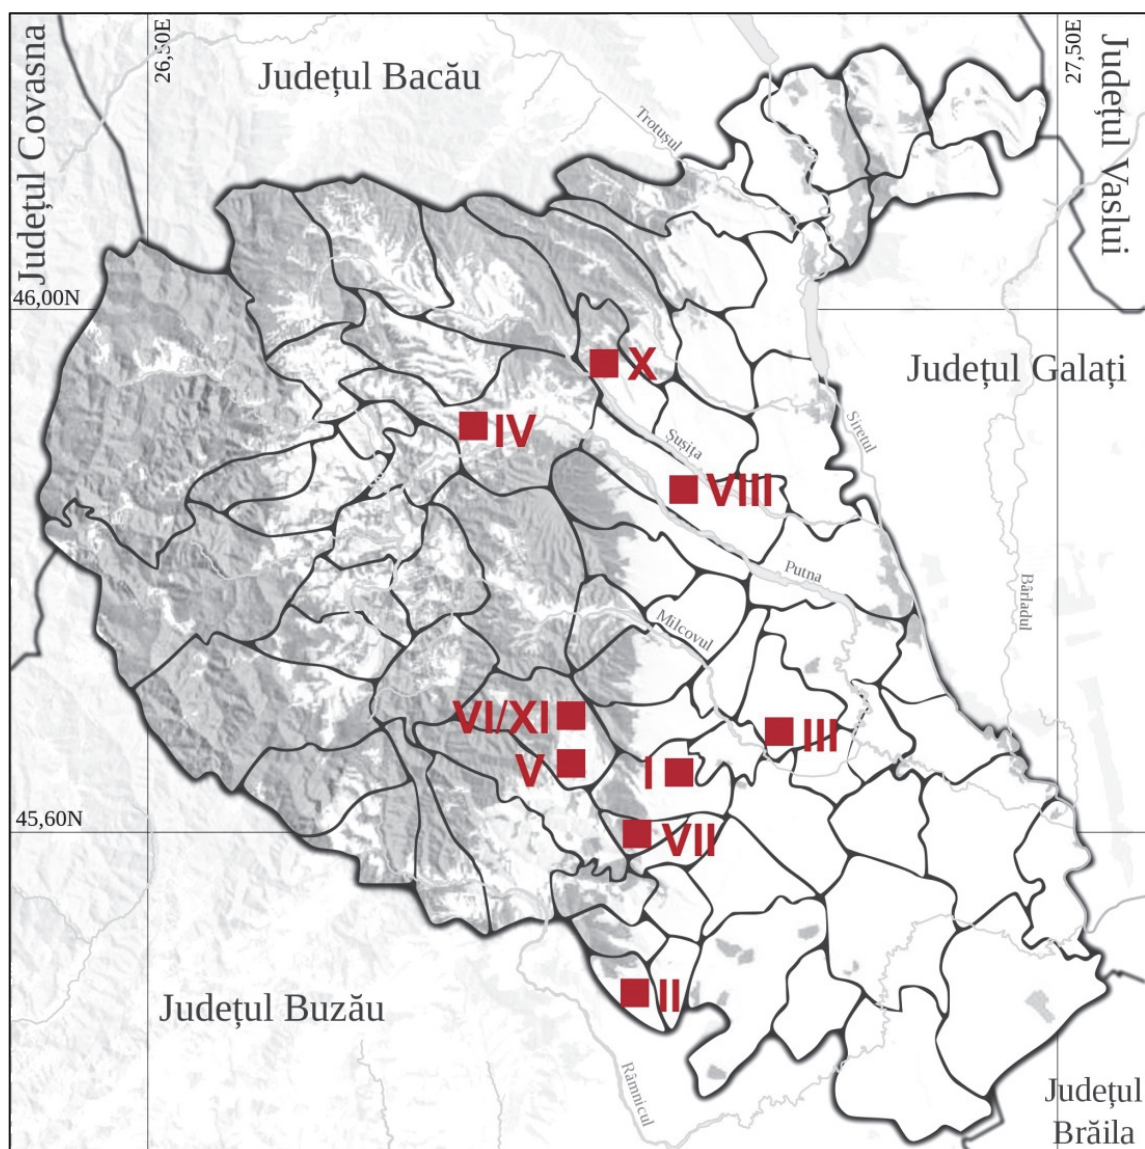 Județul Covasna
26,50E
Județul Bacău
27,50E
Județul Vaslui
Trotușul
46,00N
Județul Galați
X
IV
Siretul
Șușița
VIII
Putna
Bârladul
Milcovul
VI/XI
III
V
I
45,60N
VII
II
Județul Buzău
Râmnicul
Județul
Brăila